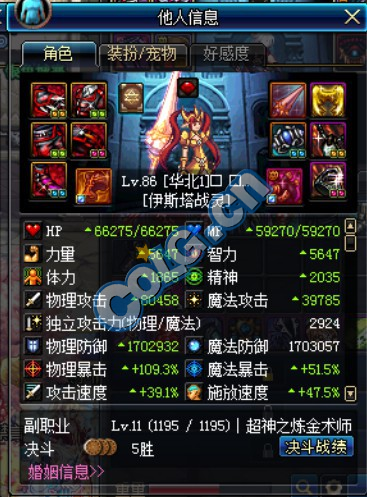 他人信息
角色 装扮/宠物 好感度
Lv.86 [华北1]
[伊斯塔战灵]
HP 66275/66275 MP 59270/59270
力量 5647 智力 5647
体力 1865 精神 2035
物理攻击 80458 魔法攻击 39785
独立攻击力(物理/魔法) 2924
物理防御 1702932 魔法防御 1703057
物理暴击 +109.3% 魔法暴击 +51.5%
攻击速度 +39.1% 施放速度 +47.5%
副职业 Lv.11 (1195 / 1195) | 超神之炼金术师
决斗 5胜 决斗战绩
婚姻信息>>